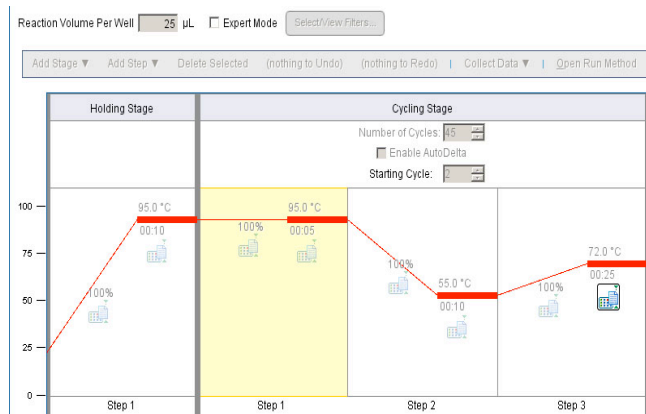 Reaction Volume Per Well 25 µL Expert Mode Select/View Filters...
Add Stage ▼ Add Step ▼ Delete Selected (nothing to Undo) (nothing to Redo) | Collect Data ▼ | Open Run Method
Holding Stage Cycling Stage
Number of Cycles: 45
Enable AutoDelta
Starting Cycle: 2
100
95.0 °C 95.0 °C
100%
00:10 00:05
75
72.0 °C
100%
00:25
100%
55.0 °C
100%
50
00:10
25
0
Step 1 Step 1 Step 2 Step 3